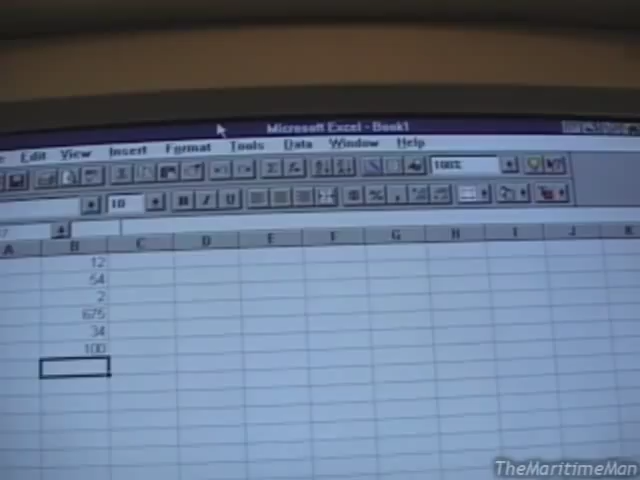 Microsoft Excel - Book1
Edit View Insert Format Tools Data Window Help
100%
10 B I U $ % ,
A B C D E F G H I J K
12
54
2
675
34
100
TheMaritimeMan